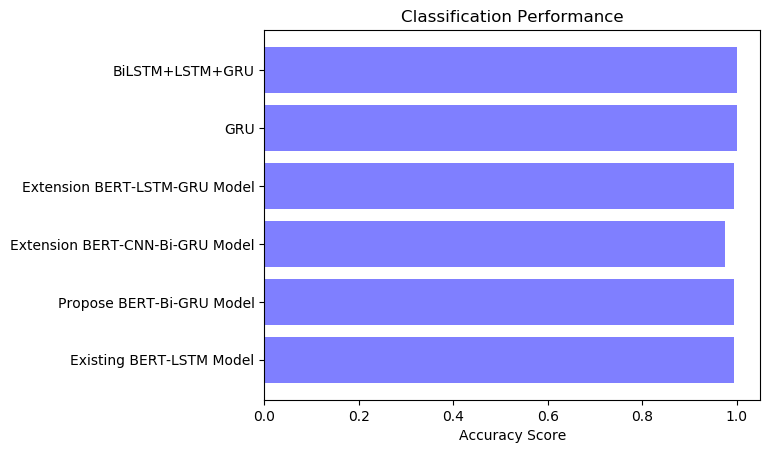 Classification Performance
BiLSTM+LSTM+GRU
GRU
Extension BERT-LSTM-GRU Model
Extension BERT-CNN-Bi-GRU Model
Propose BERT-Bi-GRU Model
Existing BERT-LSTM Model
0.0 0.2 0.4 0.6 0.8 1.0
Accuracy Score